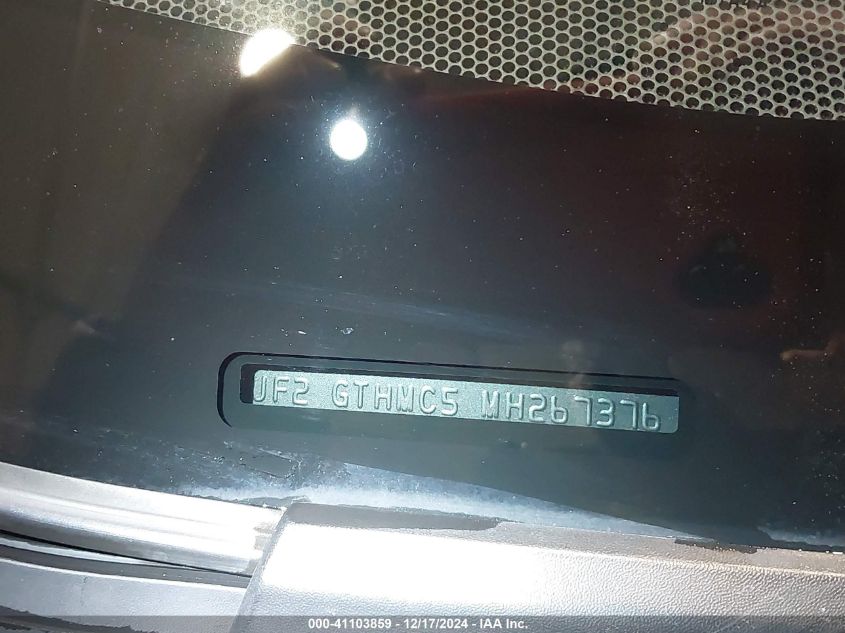 JF2 GTHMC5 MH267376
000-41103859 / 12/17/2024 - IAA Inc.